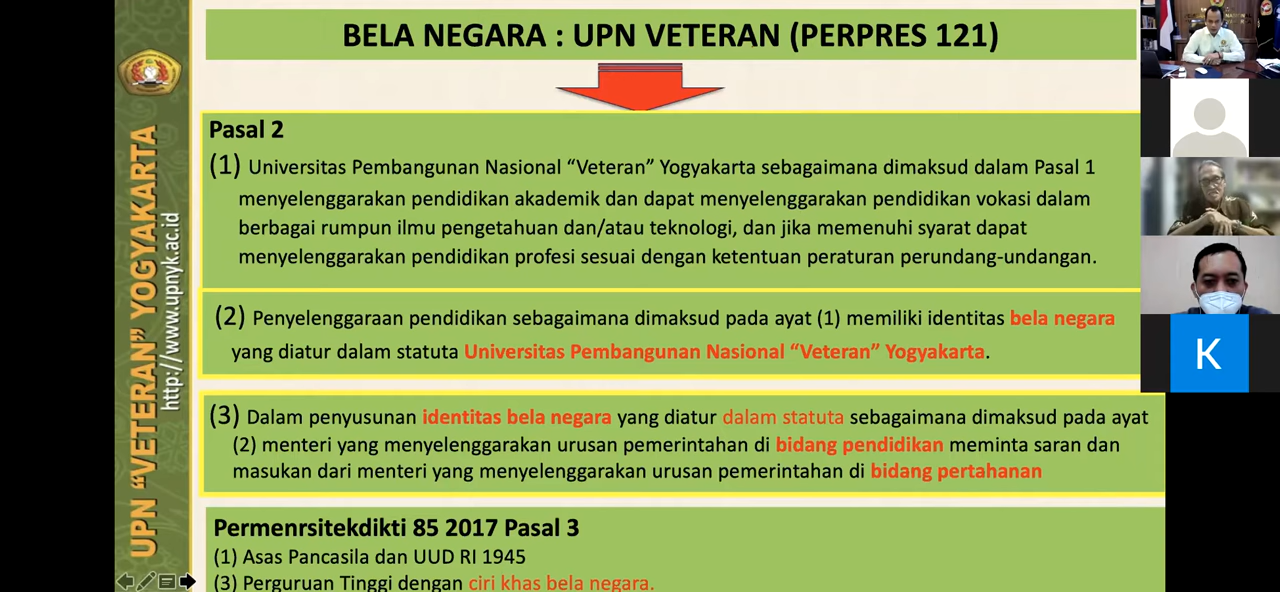 BELA NEGARA : UPN VETERAN (PERPRES 121)
Pasal 2
(1) Universitas Pembangunan Nasional “Veteran” Yogyakarta sebagaimana dimaksud dalam Pasal 1
menyelenggarakan pendidikan akademik dan dapat menyelenggarakan pendidikan vokasi dalam
berbagai rumpun ilmu pengetahuan dan/atau teknologi, dan jika memenuhi syarat dapat
menyelenggarakan pendidikan profesi sesuai dengan ketentuan peraturan perundang-undangan.
(2) Penyelenggaraan pendidikan sebagaimana dimaksud pada ayat (1) memiliki identitas bela negara
yang diatur dalam statuta Universitas Pembangunan Nasional “Veteran” Yogyakarta.
(3) Dalam penyusunan identitas bela negara yang diatur dalam statuta sebagaimana dimaksud pada ayat
(2) menteri yang menyelenggarakan urusan pemerintahan di bidang pendidikan meminta saran dan
masukan dari menteri yang menyelenggarakan urusan pemerintahan di bidang pertahanan
Permenrsitekdikti 85 2017 Pasal 3
(1) Asas Pancasila dan UUD RI 1945
(3) Perguruan Tinggi dengan ciri khas bela negara.
UPN “VETERAN” YOGYAKARTA
http://www.upnyk.ac.id
K